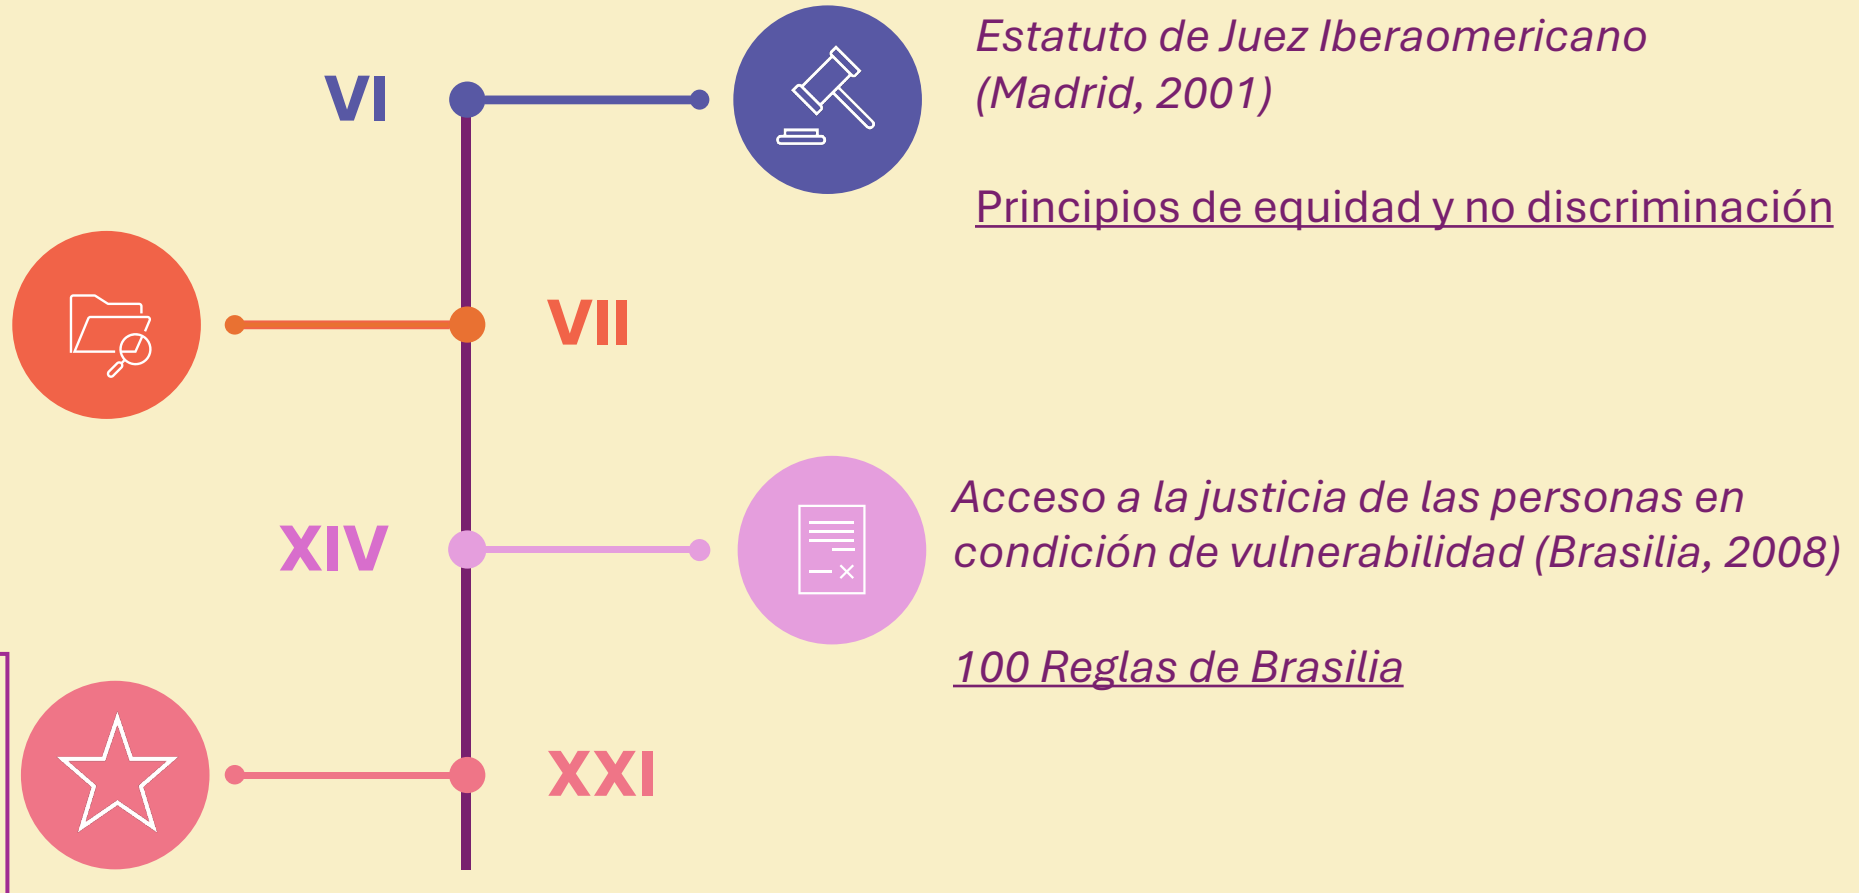 VI
Estatuto de Juez Iberaomericano
(Madrid, 2001)
Principios de equidad y no discriminación
VII
XIV
Acceso a la justicia de las personas en
condición de vulnerabilidad (Brasilia, 2008)
100 Reglas de Brasilia
XXI